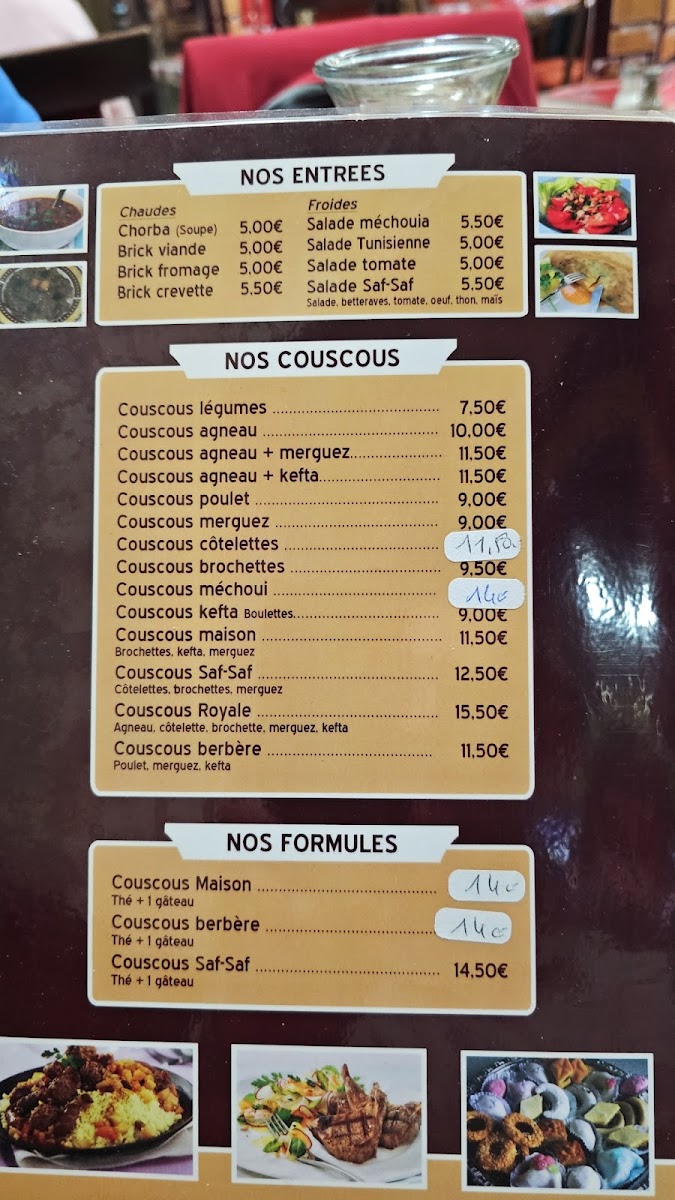 NOS ENTREES
Chaudes
Chorba (Soupe) 5,00€
Brick viande 5,00€
Brick fromage 5,00€
Brick crevette 5,50€
Froides
Salade méchouia 5,50€
Salade Tunisienne 5,00€
Salade tomate 5,00€
Salade Saf-Saf 5,50€
Salade, betteraves, tomate, oeuf, thon, maïs
NOS COUSCOUS
Couscous légumes 7,50€
Couscous agneau 10,00€
Couscous agneau + merguez 11,50€
Couscous agneau + kefta 11,50€
Couscous poulet 9,00€
Couscous merguez 9,00€
Couscous côtelettes 11,50
Couscous brochettes 9,50€
Couscous méchoui 14€
Couscous kefta Boulettes 9,00€
Couscous maison 11,50€
Brochettes, kefta, merguez
Couscous Saf-Saf 12,50€
Côtelettes, brochettes, merguez
Couscous Royale 15,50€
Agneau, côtelette, brochette, merguez, kefta
Couscous berbère 11,50€
Poulet, merguez, kefta
NOS FORMULES
Couscous Maison 14€
Thé + 1 gâteau
Couscous berbère 14€
Thé + 1 gâteau
Couscous Saf-Saf 14,50€
Thé + 1 gâteau